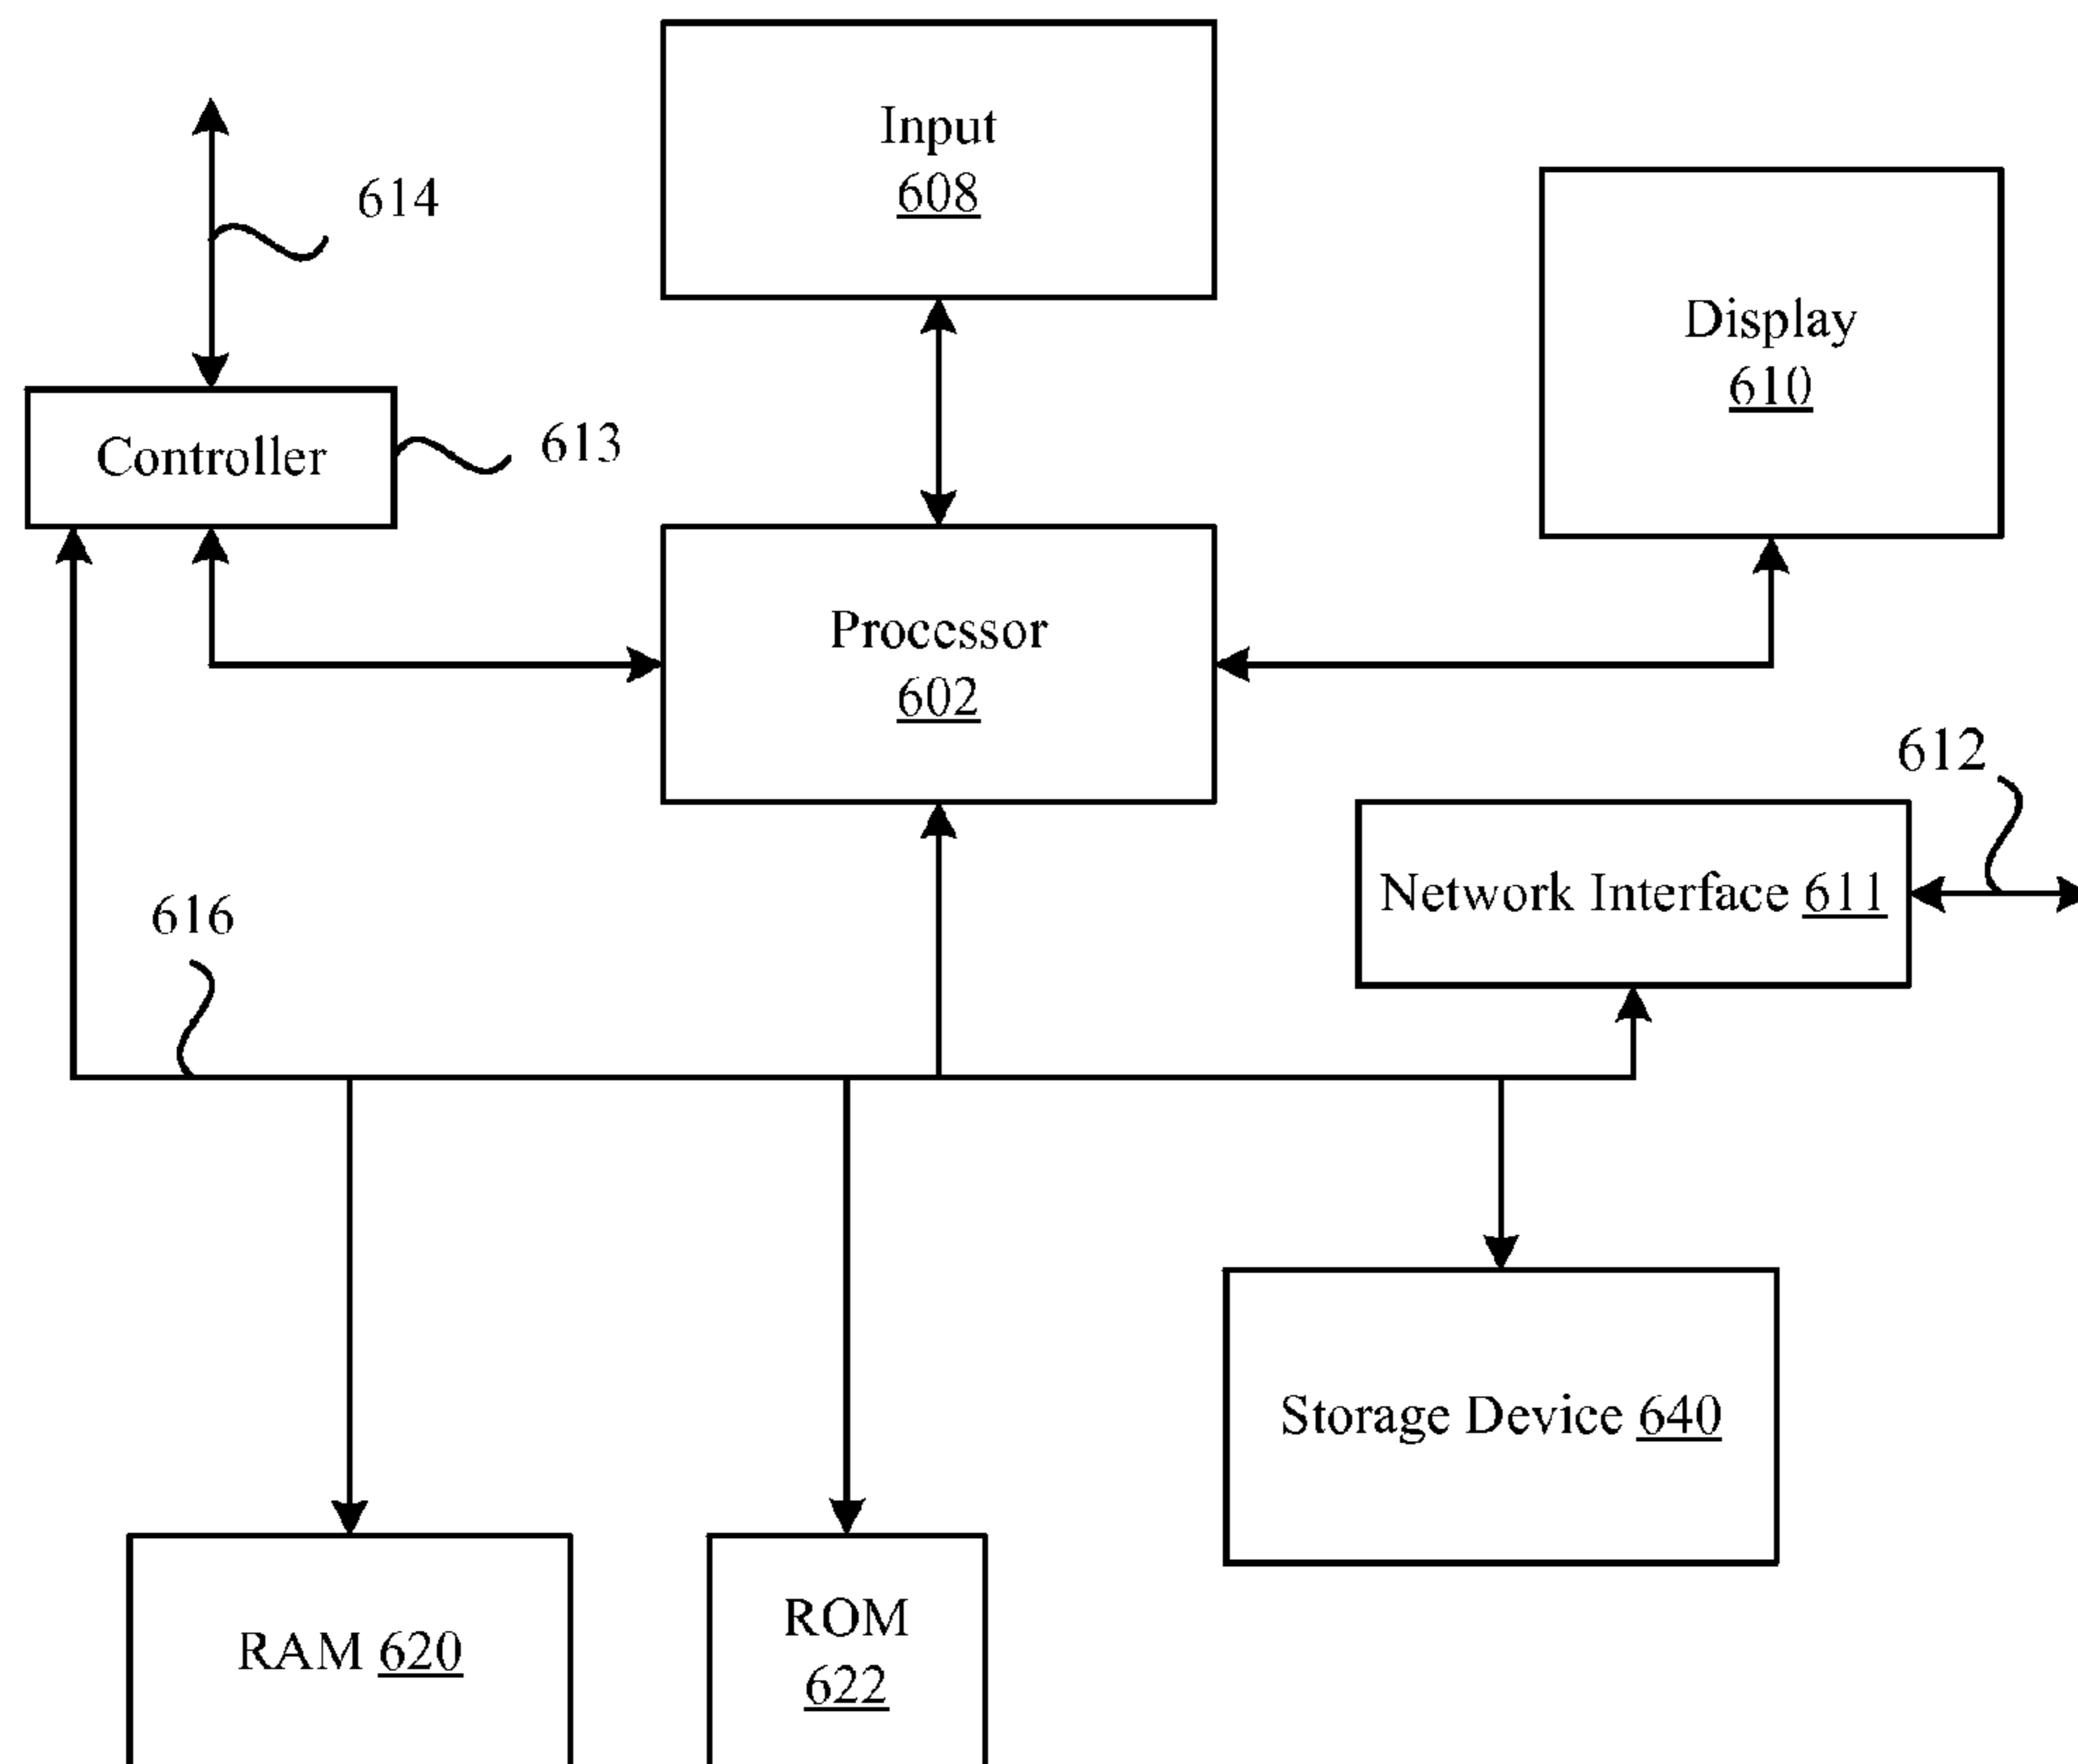 Input
608
614
Display
610
Controller
613
Processor
602
612
Network Interface 611
616
Storage Device 640
RAM 620
ROM
622